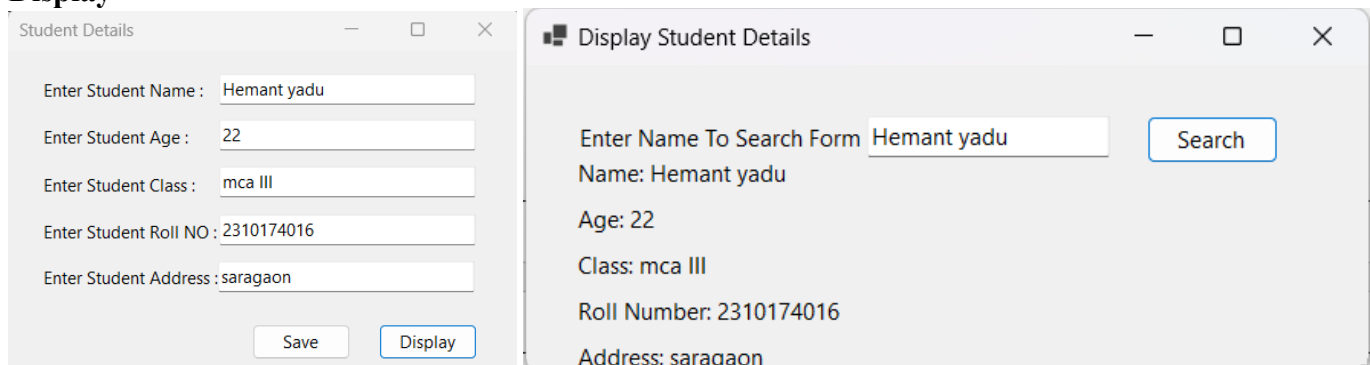 Display
Student Details
Enter Student Name : Hemant yadu
Enter Student Age : 22
Enter Student Class : mca III
Enter Student Roll NO : 2310174016
Enter Student Address : saragaon
Save Display
Display Student Details
Enter Name To Search Form Hemant yadu Search
Name: Hemant yadu
Age: 22
Class: mca III
Roll Number: 2310174016
Address: saragaon